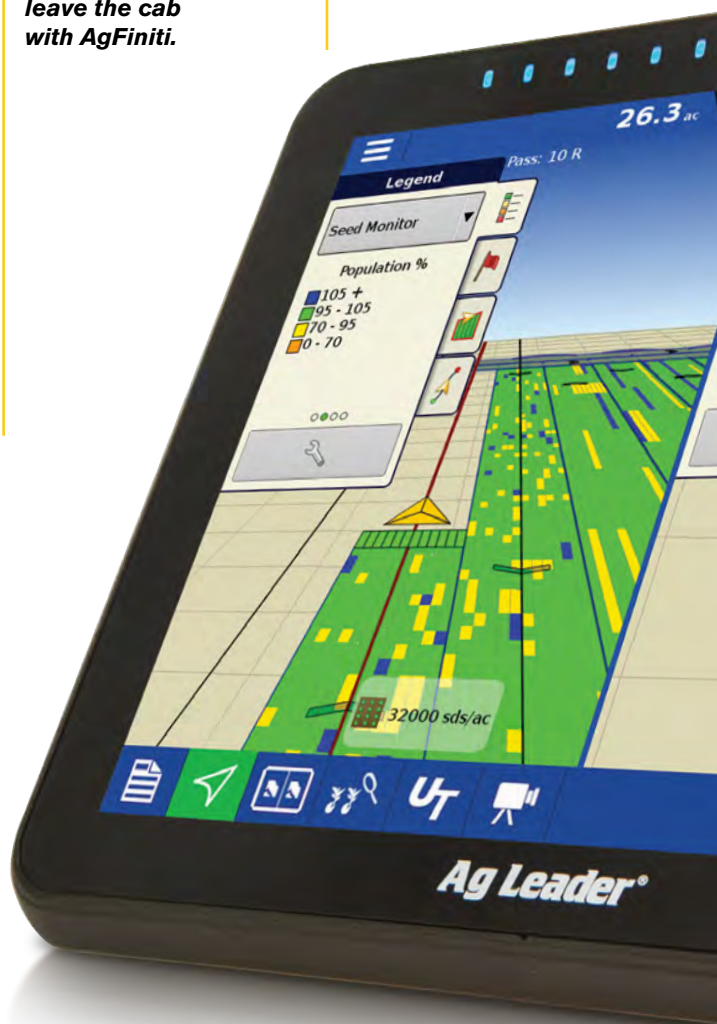 leave the cab
with AgFiniti.
26.3 ac
Pass: 10 R
Legend
Seed Monitor
Population %
105 +
95 - 105
70 - 95
0 - 70
32000 sds/ac
UT
Ag Leader®